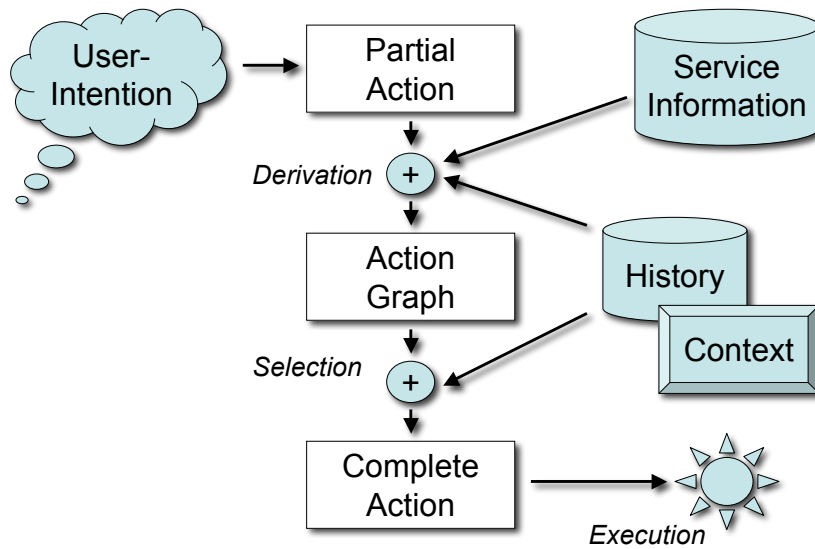 User-
Intention
Partial
Action
Service
Information
Derivation
+
Action
Graph
History
Context
Selection
+
Complete
Action
Execution